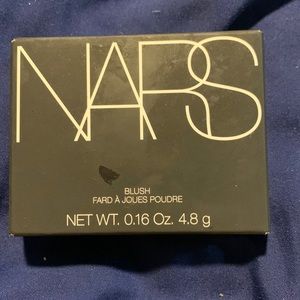 NARS
BLUSH
FARD À JOUES POUDRE
NET WT. 0.16 Oz. 4.8 g